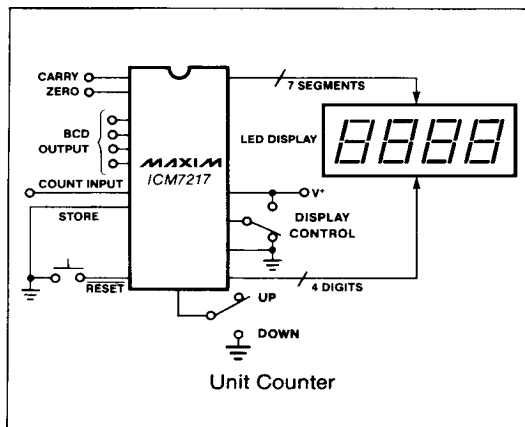 CARRY
ZERO
BCD
OUTPUT
COUNT INPUT
STORE
RESET
MAXIM
ICM7217
7 SEGMENTS
LED DISPLAY
8888
V+
DISPLAY
CONTROL
4 DIGITS
UP
DOWN
Unit Counter